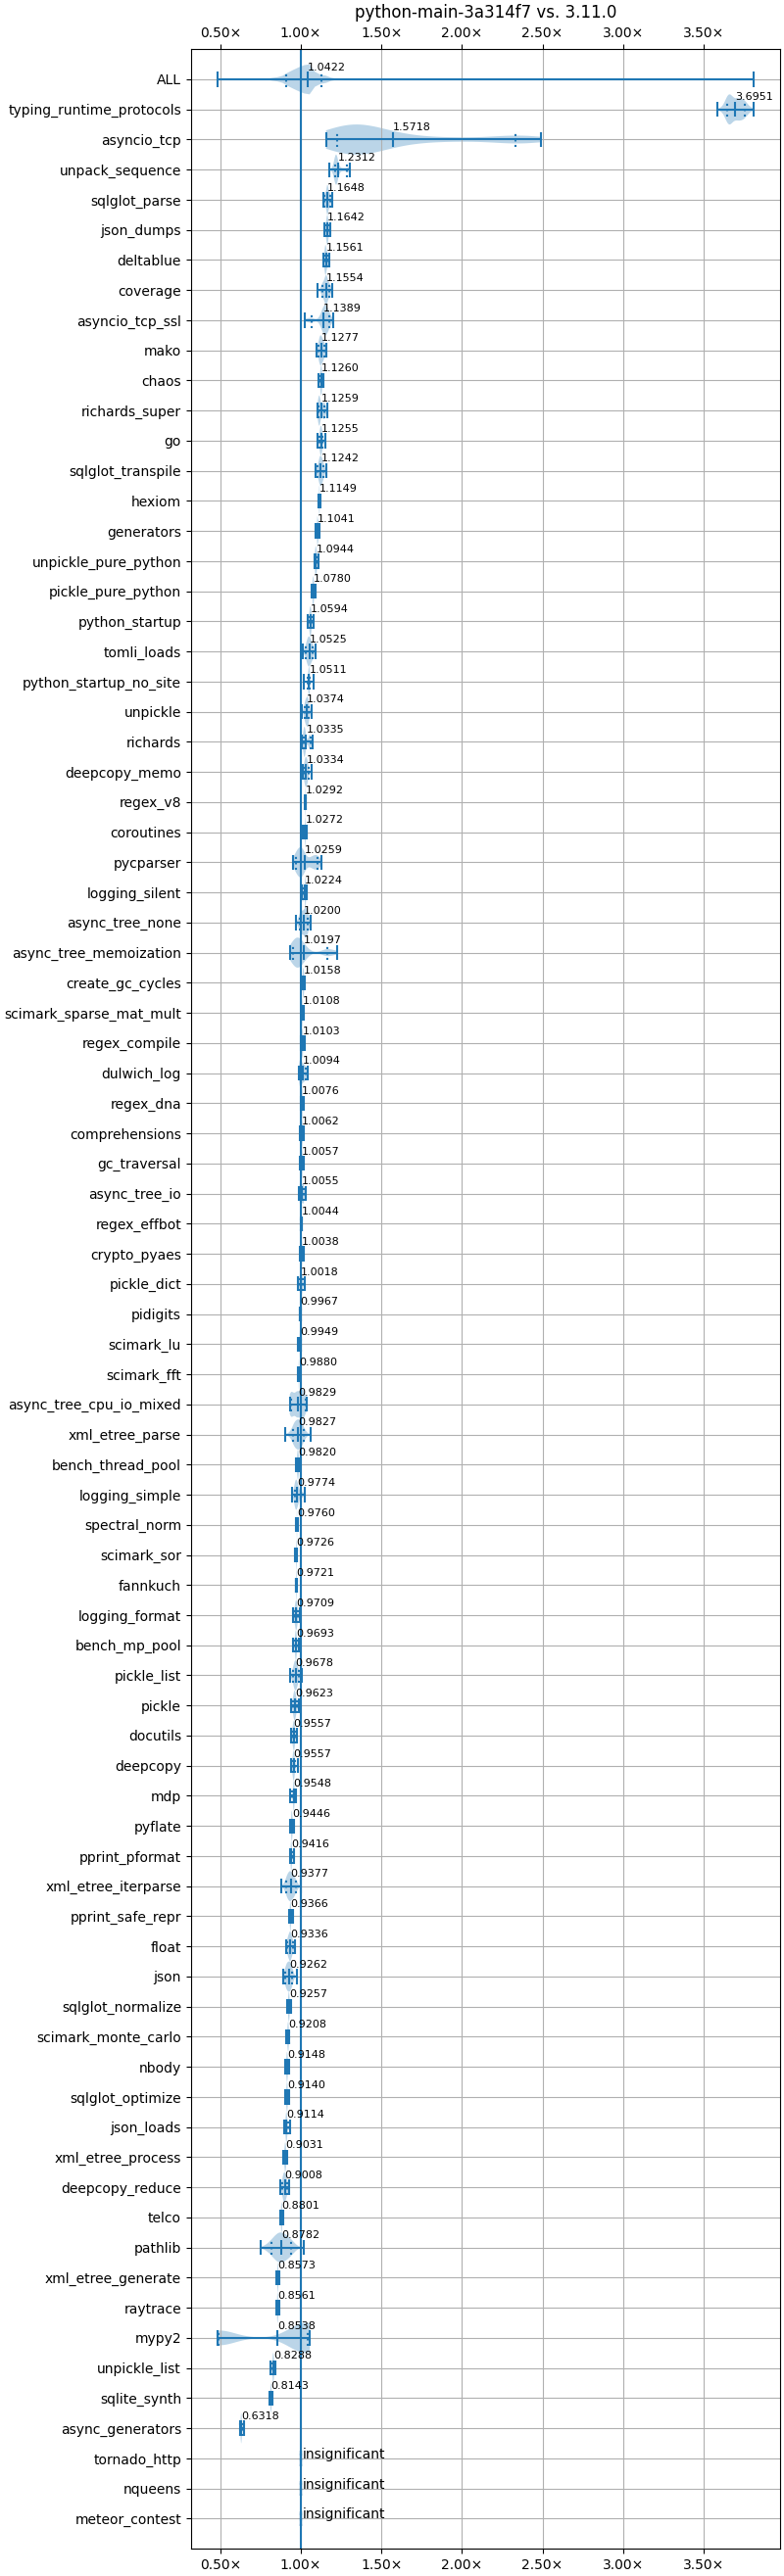 python-main-3a314f7 vs. 3.11.0
0.50× 1.00× 1.50× 2.00× 2.50× 3.00× 3.50×
ALL 1.0422
typing_runtime_protocols 3.6951
asyncio_tcp 1.5718
unpack_sequence 1.2312
sqlglot_parse 1.1648
json_dumps 1.1642
deltablue 1.1561
coverage 1.1554
asyncio_tcp_ssl 1.1389
mako 1.1277
chaos 1.1260
richards_super 1.1259
go 1.1255
sqlglot_transpile 1.1242
hexiom 1.1149
generators 1.1041
unpickle_pure_python 1.0944
pickle_pure_python 1.0780
python_startup 1.0594
tomli_loads 1.0525
python_startup_no_site 1.0511
unpickle 1.0374
richards 1.0335
deepcopy_memo 1.0334
regex_v8 1.0292
coroutines 1.0272
pycparser 1.0259
logging_silent 1.0224
async_tree_none 1.0200
async_tree_memoization 1.0197
create_gc_cycles 1.0158
scimark_sparse_mat_mult 1.0108
regex_compile 1.0103
dulwich_log 1.0094
regex_dna 1.0076
comprehensions 1.0062
gc_traversal 1.0057
async_tree_io 1.0055
regex_effbot 1.0044
crypto_pyaes 1.0038
pickle_dict 1.0018
pidigits 0.9967
scimark_lu 0.9949
scimark_fft 0.9880
async_tree_cpu_io_mixed 0.9829
xml_etree_parse 0.9827
bench_thread_pool 0.9820
logging_simple 0.9774
spectral_norm 0.9760
scimark_sor 0.9726
fannkuch 0.9721
logging_format 0.9709
bench_mp_pool 0.9693
pickle_list 0.9678
pickle 0.9623
docutils 0.9557
deepcopy 0.9557
mdp 0.9548
pyflate 0.9446
pprint_pformat 0.9416
xml_etree_iterparse 0.9377
pprint_safe_repr 0.9366
float 0.9336
json 0.9262
sqlglot_normalize 0.9257
scimark_monte_carlo 0.9208
nbody 0.9148
sqlglot_optimize 0.9140
json_loads 0.9114
xml_etree_process 0.9031
deepcopy_reduce 0.9008
telco 0.8801
pathlib 0.8782
xml_etree_generate 0.8573
raytrace 0.8561
mypy2 0.8538
unpickle_list 0.8288
sqlite_synth 0.8143
async_generators 0.6318
tornado_http insignificant
nqueens insignificant
meteor_contest insignificant
0.50× 1.00× 1.50× 2.00× 2.50× 3.00× 3.50×